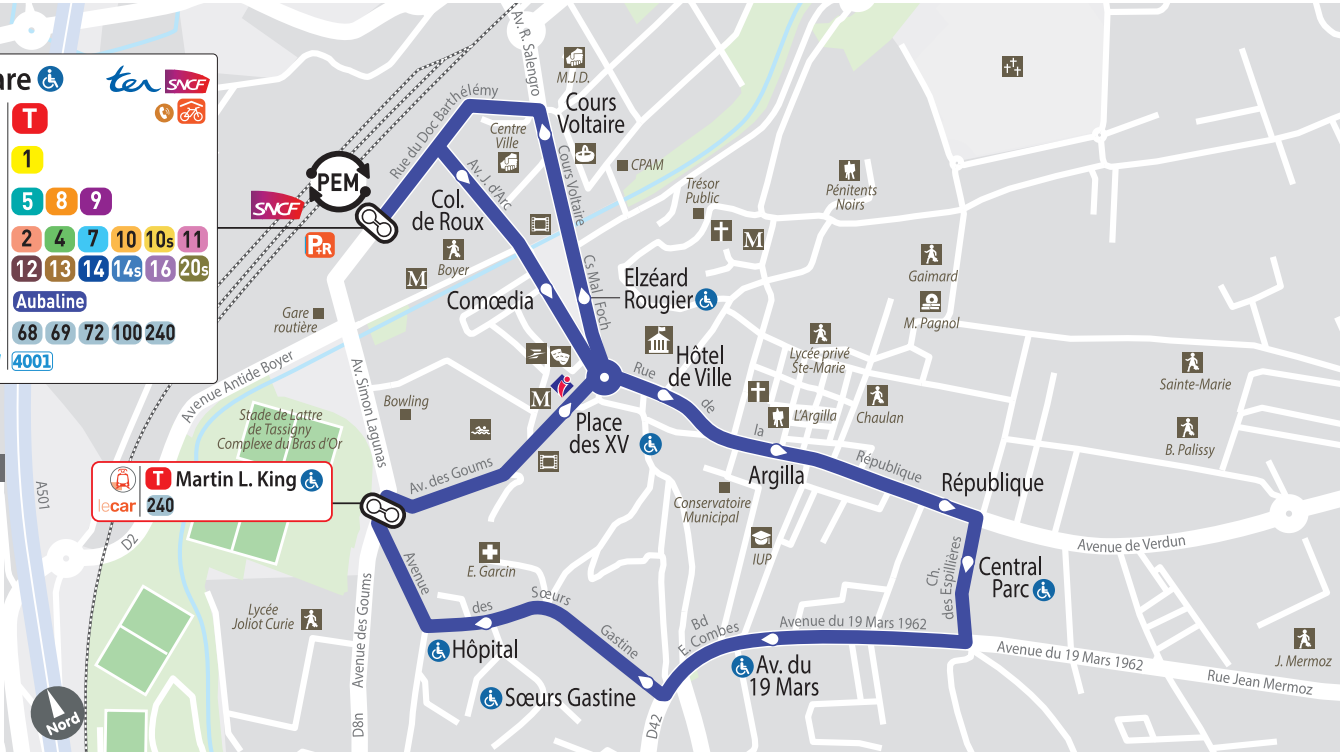 are
ter SNCF
T
1
5 8 9
2 4 7 10 10s 11
12 13 14 14s 16 20s
Aubaline
68 69 72 100 240
4001
PEM
SNCF
P+R
Av. R. Salengro
M.J.D.
Rue du Doc Barthélémy
Cours
Voltaire
Centre
Ville
CPAM
Cours Voltaire
Av. J. d'Arc
Col.
de Roux
Boyer
M
Trésor
Public
M
Pénitents
Noirs
Gaimard
M. Pagnol
Elzéard
Rougier
Cs Mal Foch
Comœdia
Gare
routière
Avenue Antide Boyer
Av. Simon Lagunas
Hôtel
de Ville
Rue
de
la
République
Lycée privé
Ste-Marie
L'Argilla
Chaulan
Sainte-Marie
B. Palissy
Bowling
M
Place
des XV
Stade de Lattre
de Tassigny
Complexe du Bras d'Or
Av. des Goums
Argilla
République
T Martin L. King
lecar 240
A501
D2
Conservatoire
Municipal
IUP
Avenue de Verdun
Ch.
des Espillières
Central
Parc
E. Garcin
Avenue
des
Sœurs
Gastine
Lycée
Joliot Curie
Avenue des Goums
Hôpital
Bd
E. Combes
Avenue du 19 Mars 1962
Avenue du 19 Mars 1962
Av. du
19 Mars
Rue Jean Mermoz
J. Mermoz
Sœurs Gastine
D42
D8n
Nord